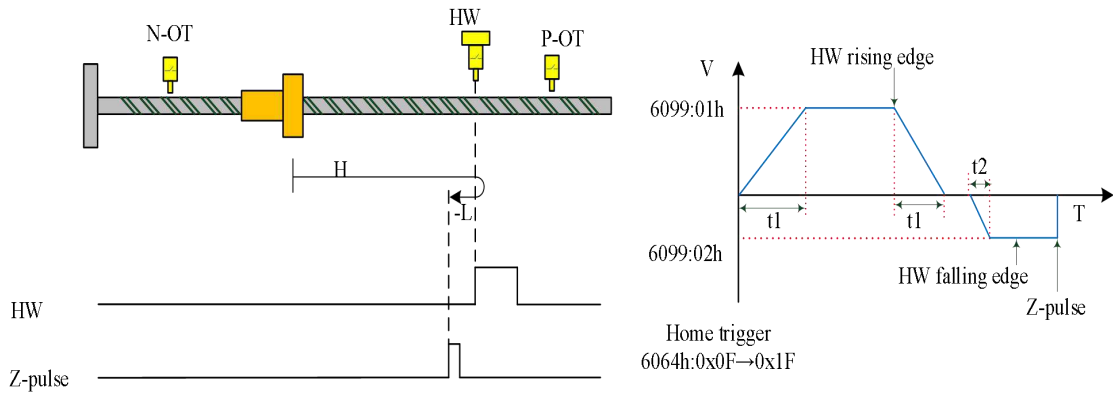 N-OT
HW
P-OT
H
-L
HW
Z-pulse
HW rising edge
V
6099:01h
t2
t1
t1
T
6099:02h
HW falling edge
Z-pulse
Home trigger
6064h:0x0F→0x1F